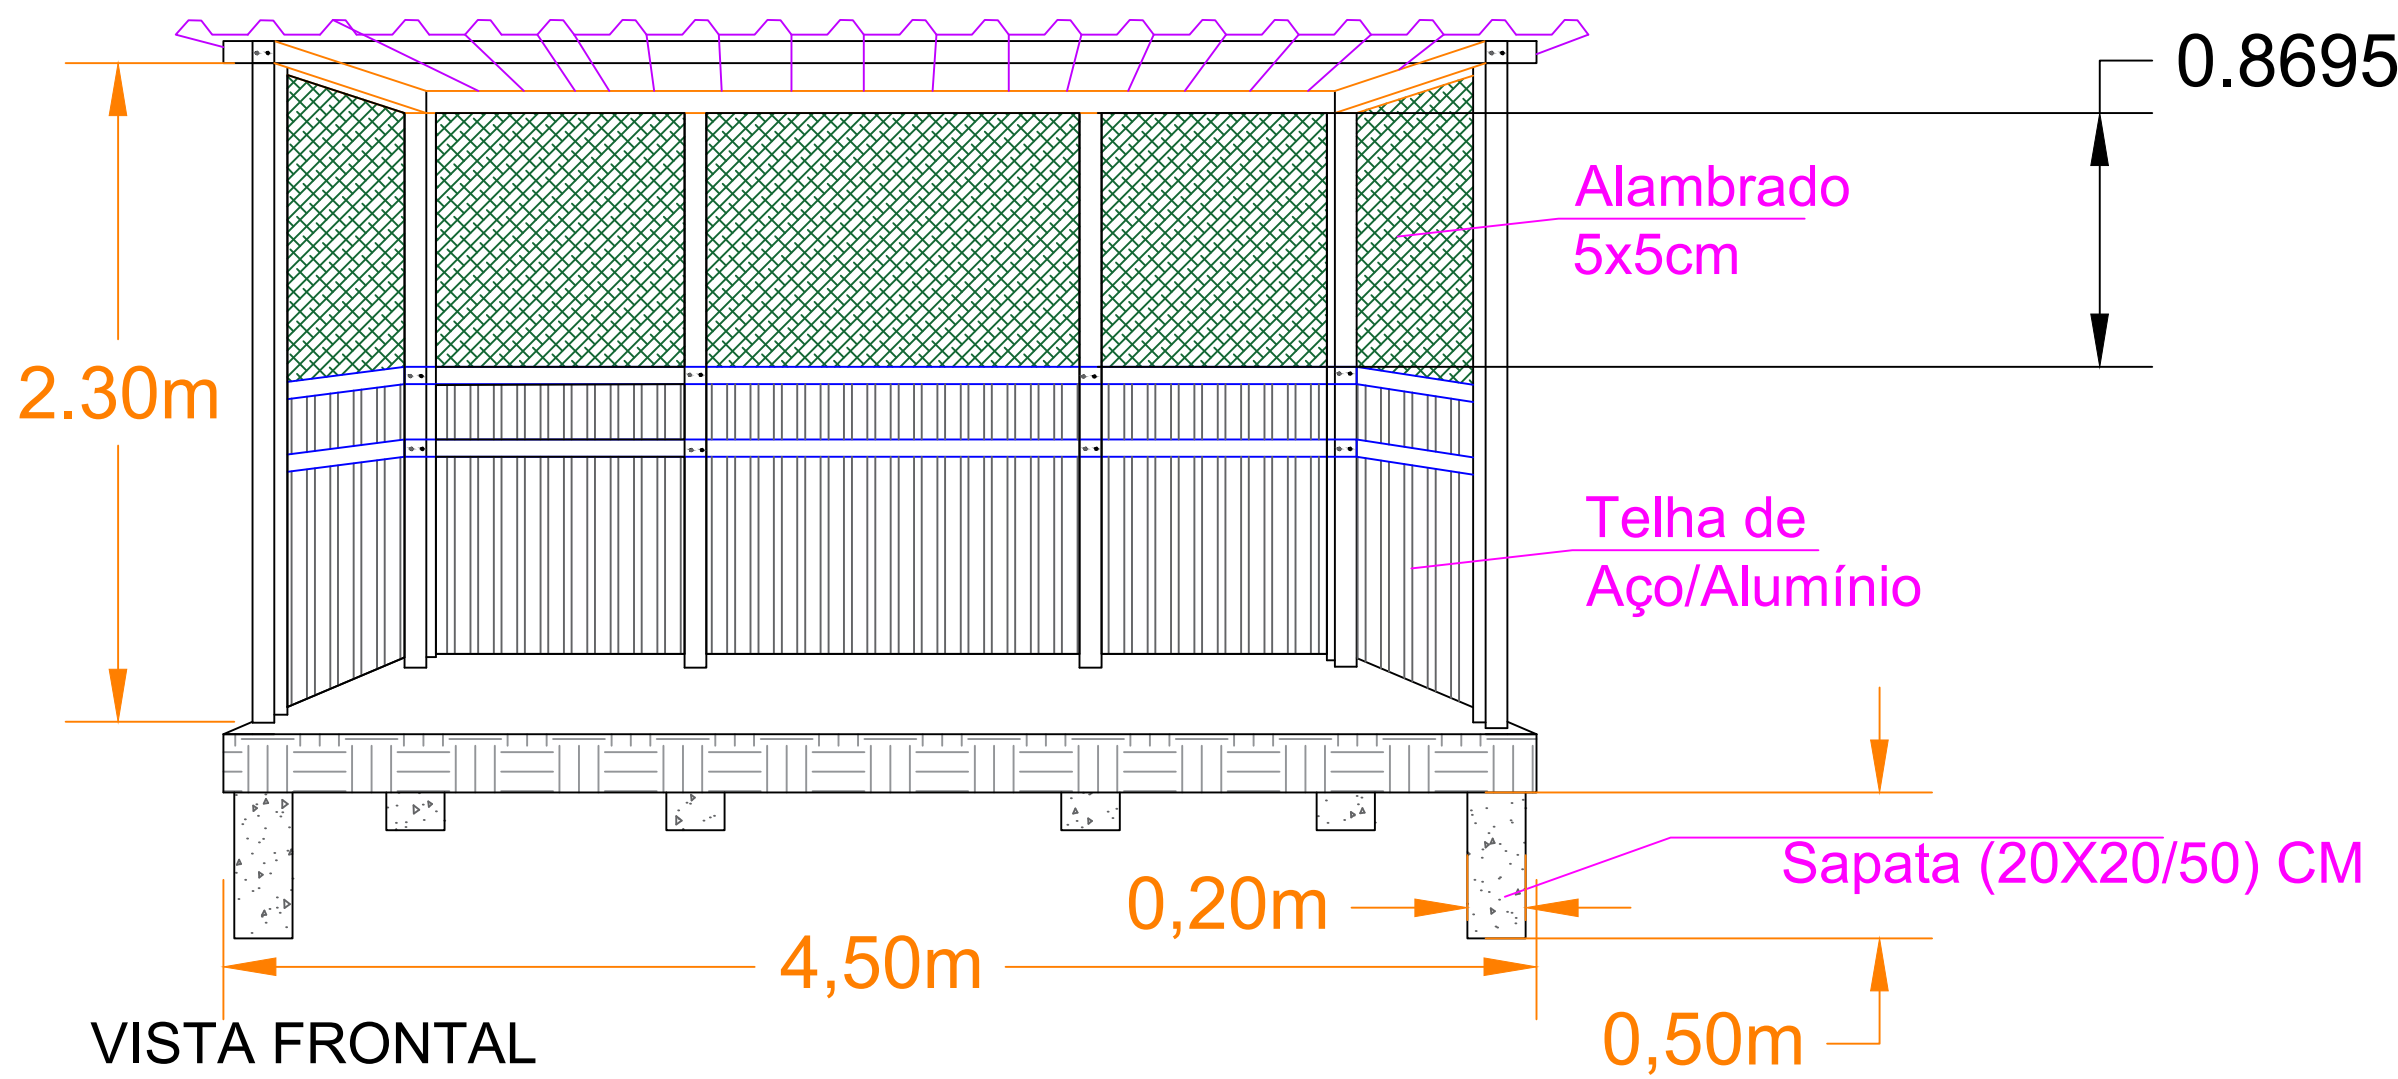 0.8695
Alambrado
5x5cm
2.30m
Telha de
Aço/Alumínio
Sapata (20X20/50) CM
0,20m
4,50m
0,50m
VISTA FRONTAL